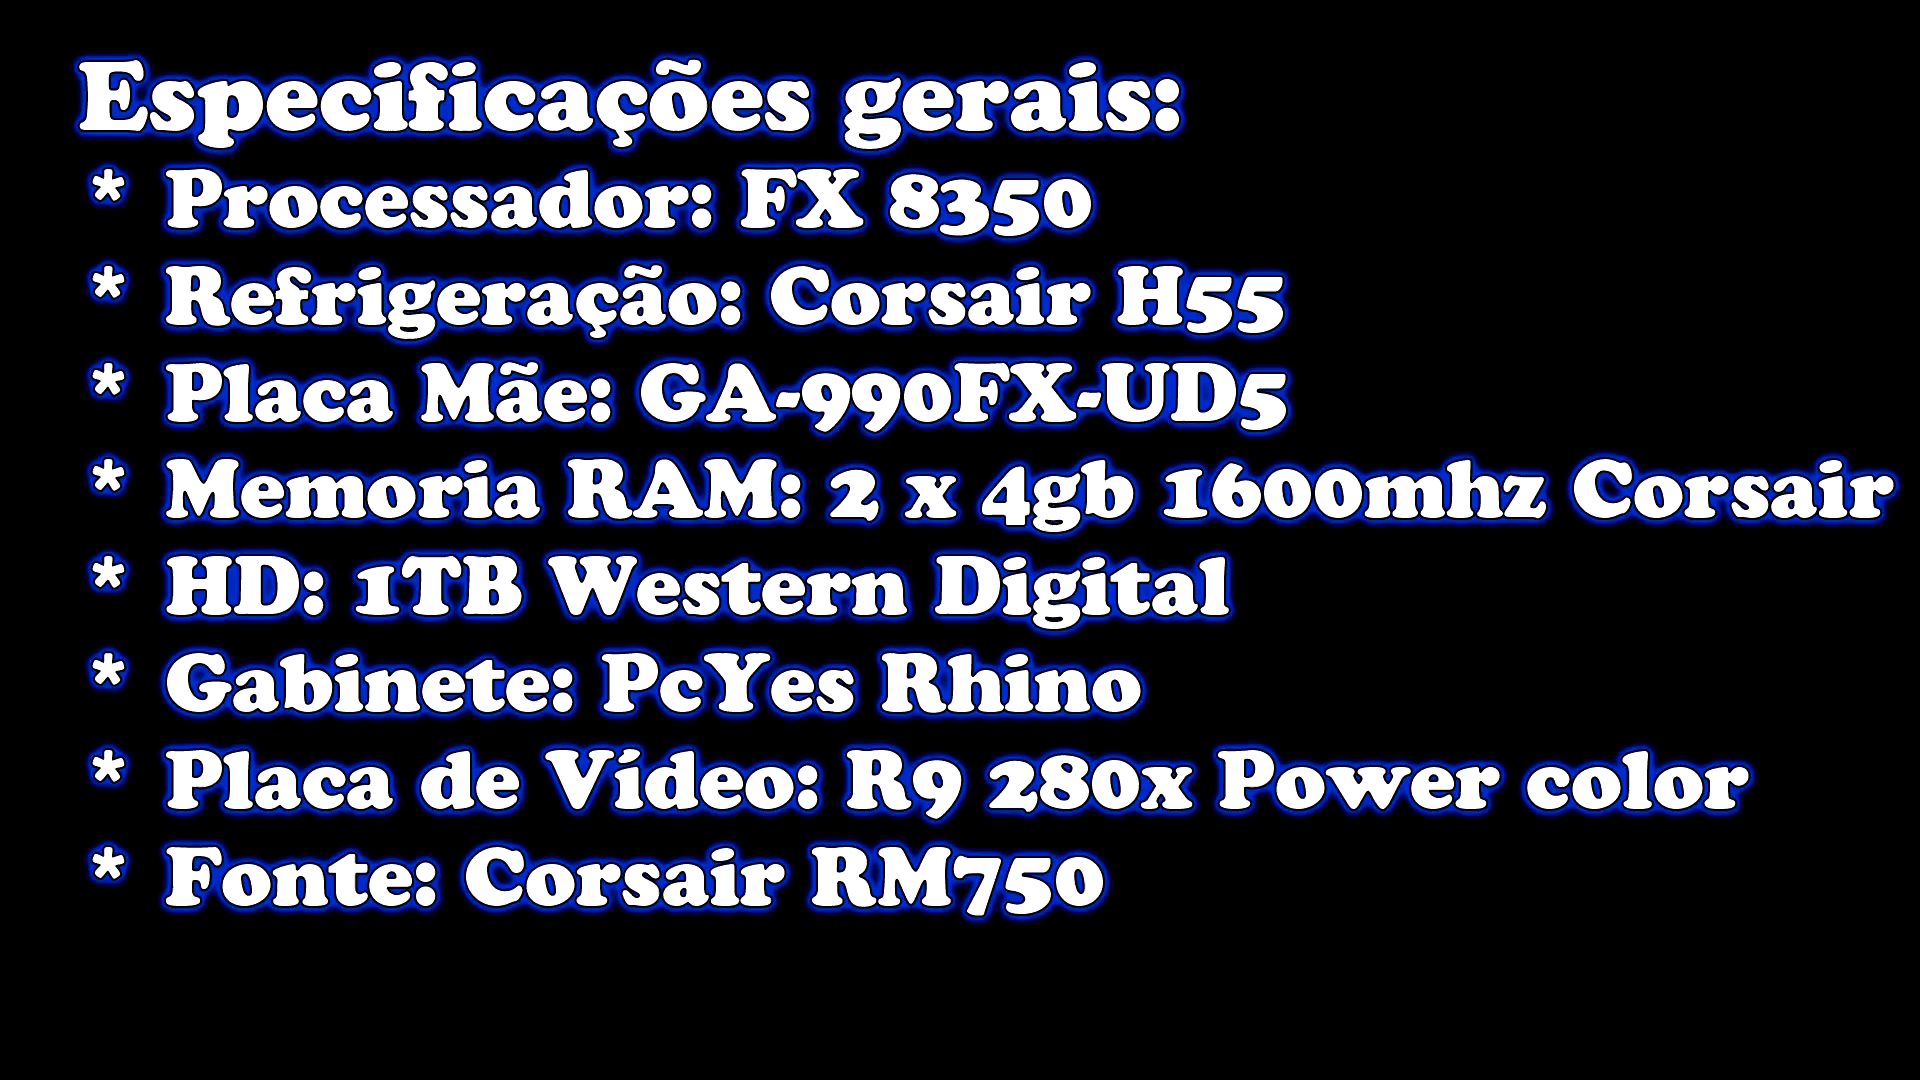 Especificações gerais:
* Processador: FX 8350
* Refrigeração: Corsair H55
* Placa Mãe: GA-990FX-UD5
* Memoria RAM: 2 x 4gb 1600mhz Corsair
* HD: 1TB Western Digital
* Gabinete: PcYes Rhino
* Placa de Vídeo: R9 280x Power color
* Fonte: Corsair RM750